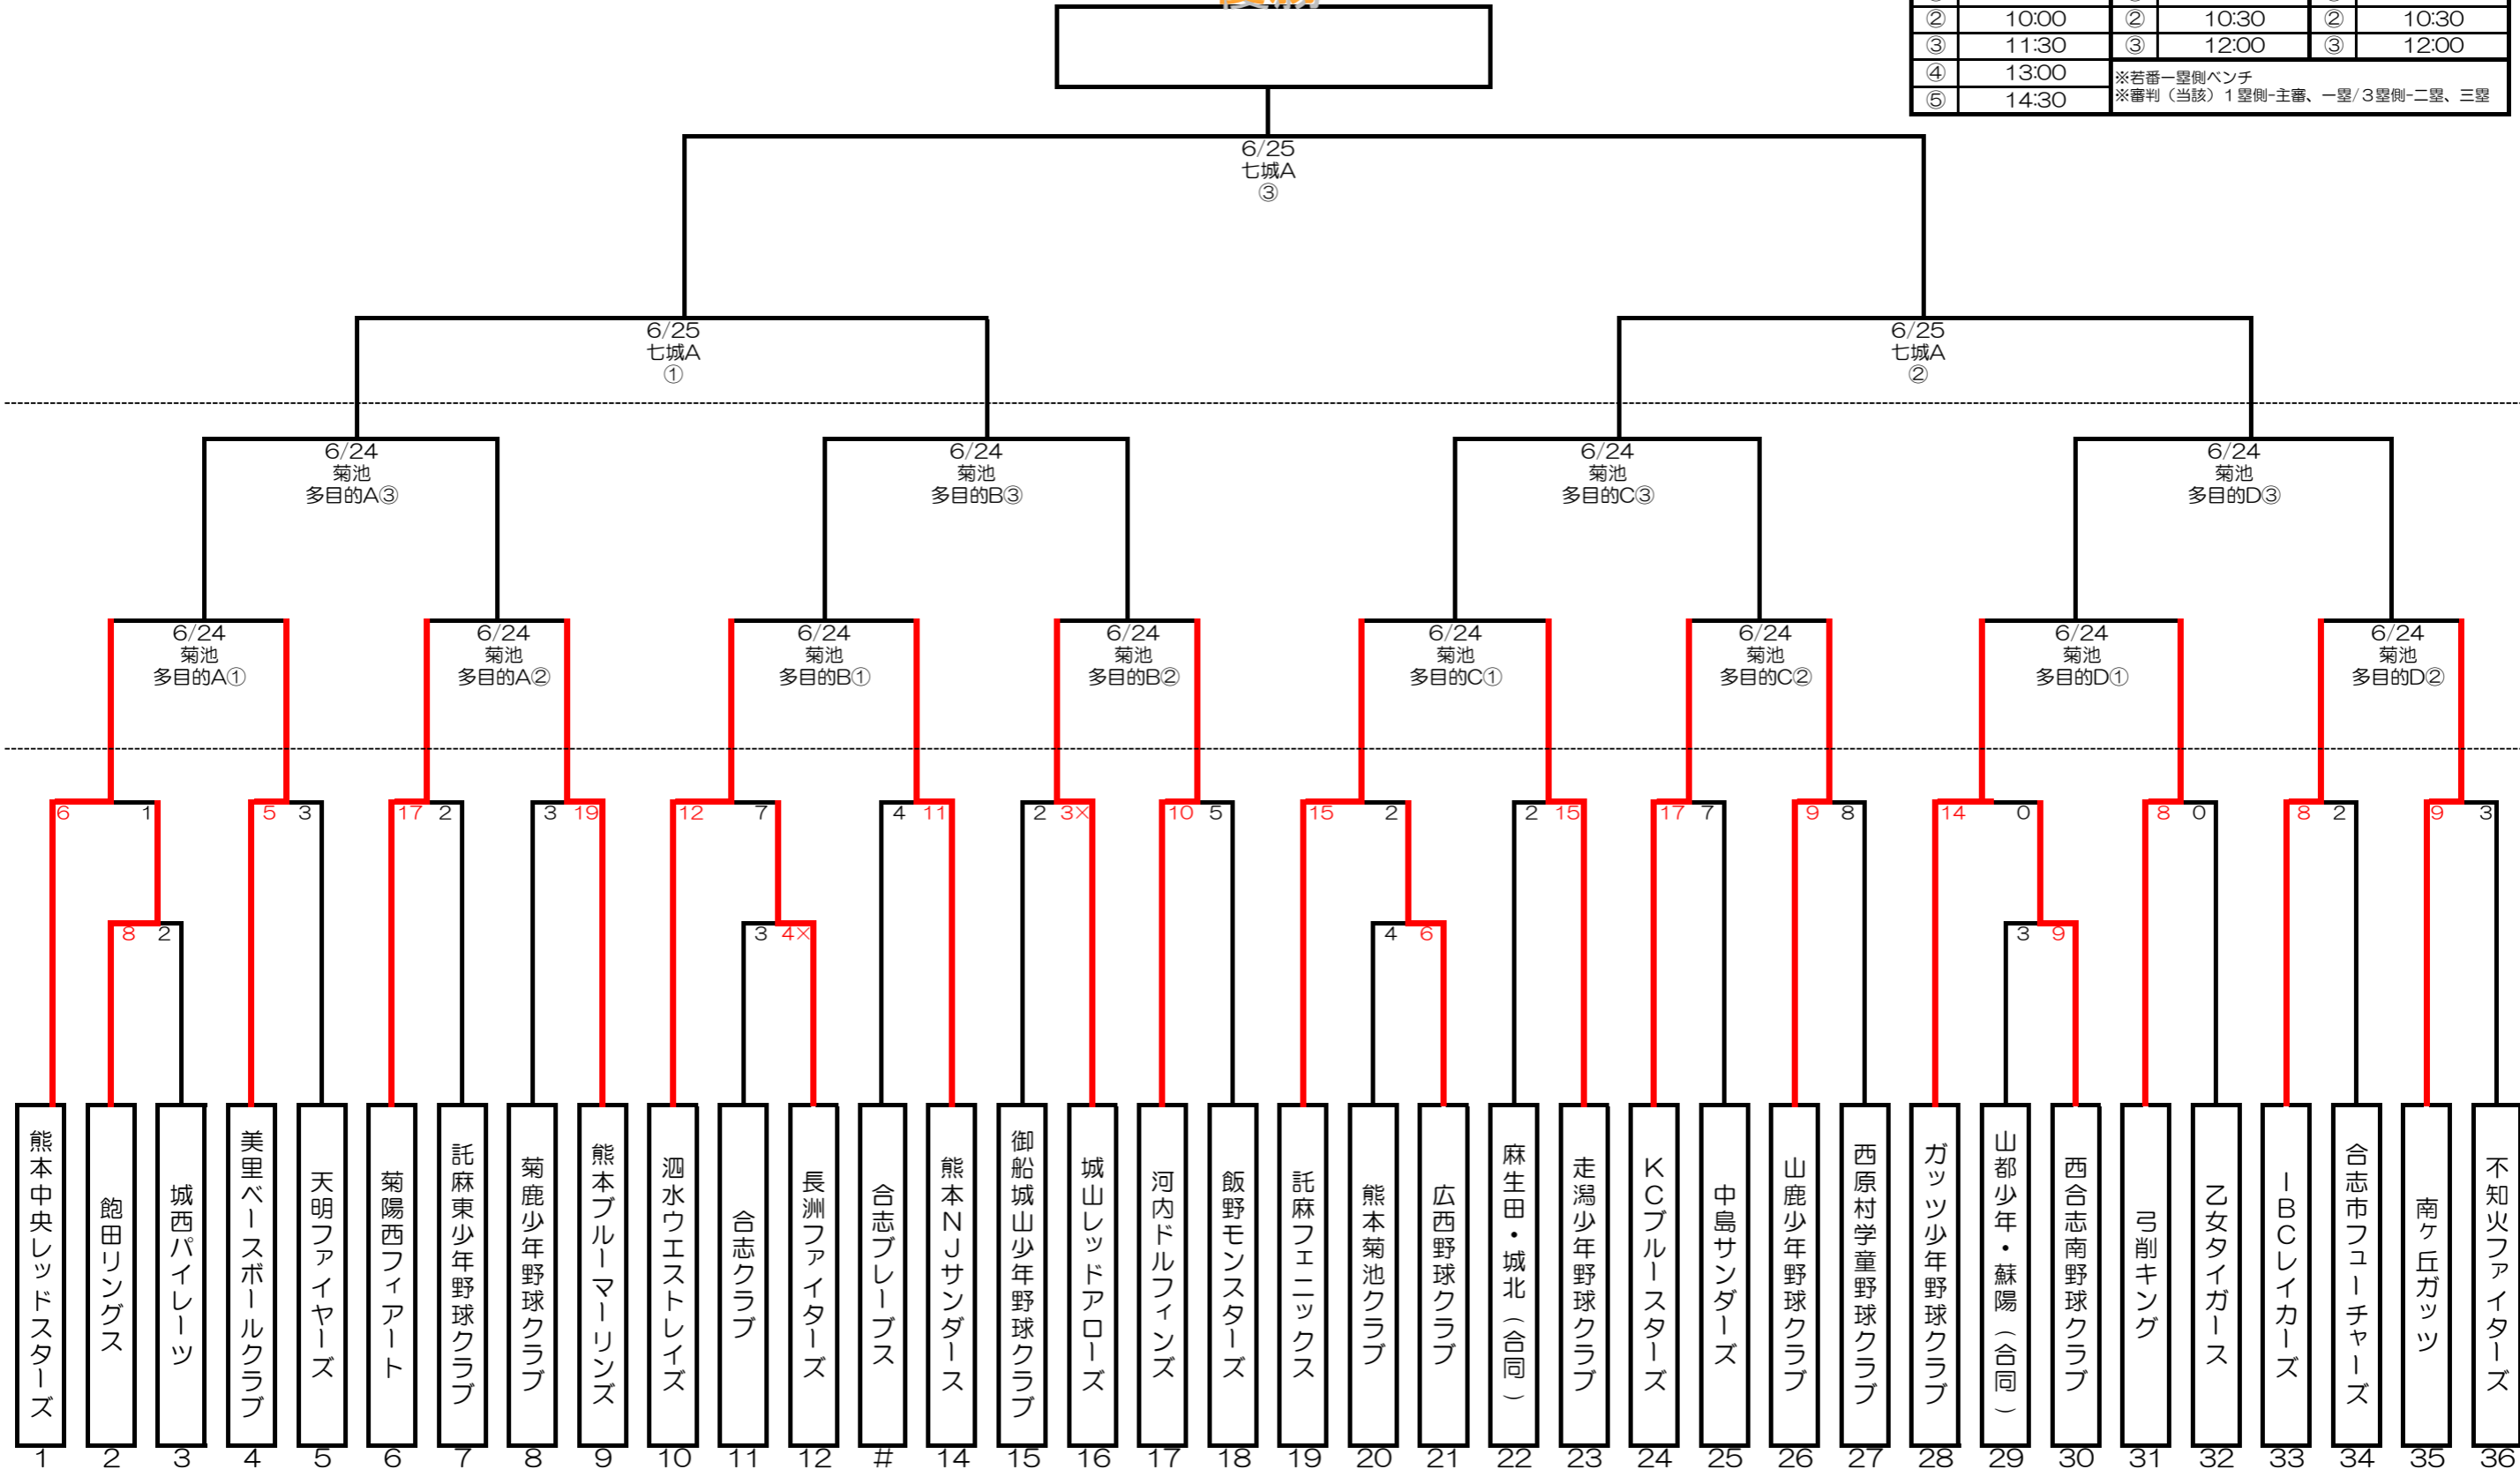 ② 10:00 ② 10:30 ② 10:30
③ 11:30 ③ 12:00 ③ 12:00
④ 13:00
⑤ 14:30
※若番一塁側ベンチ
※審判（当該）１塁側-主審、一塁/３塁側-二塁、三塁
6/25
七城A
③
6/25
七城A
①
6/25
七城A
②
6/24
菊池
多目的A③
6/24
菊池
多目的B③
6/24
菊池
多目的C③
6/24
菊池
多目的D③
6/24
菊池
多目的A①
6/24
菊池
多目的A②
6/24
菊池
多目的B①
6/24
菊池
多目的B②
6/24
菊池
多目的C①
6/24
菊池
多目的C②
6/24
菊池
多目的D①
6/24
菊池
多目的D②
6 1 5 3 17 2 3 19 12 7 4 11 2 3× 10 5 15 2 2 15 17 7 9 8 14 0 8 0 8 2 9 3
8 2 3 4× 4 6 3 9
熊本中央レッドスターズ
飽田リングス
城西パイレーツ
美里ベースボールクラブ
天明ファイヤーズ
菊陽西フィアート
託麻東少年野球クラブ
菊鹿少年野球クラブ
熊本ブルーマーリンズ
泗水ウエストレイズ
合志クラブ
長洲ファイターズ
合志ブレーブス
熊本ＮＪサンダース
御船城山少年野球クラブ
城山レッドアローズ
河内ドルフィンズ
飯野モンスターズ
託麻フェニックス
熊本菊池クラブ
広西野球クラブ
麻生田・城北（合同）
走潟少年野球クラブ
ＫＣブルースターズ
中島サンダーズ
山鹿少年野球クラブ
西原村学童野球クラブ
ガッツ少年野球クラブ
山都少年・蘇陽（合同）
西合志南野球クラブ
弓削キング
乙女タイガース
ＩＢＣレイカーズ
合志市フューチャーズ
南ヶ丘ガッツ
不知火ファイターズ
1 2 3 4 5 6 7 8 9 10 11 12 # 14 15 16 17 18 19 20 21 22 23 24 25 26 27 28 29 30 31 32 33 34 35 36